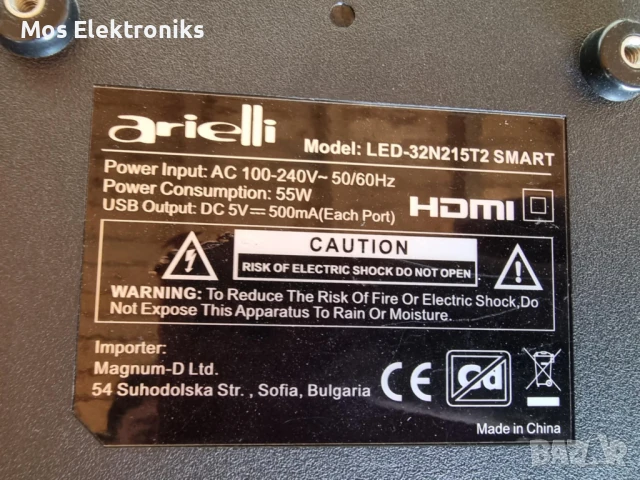 Mos Elektroniks
arielli
Model: LED-32N215T2 SMART
Power Input: AC 100-240V~ 50/60Hz
Power Consumption: 55W
USB Output: DC 5V⎓500mA(Each Port)
HDMI
CAUTION
RISK OF ELECTRIC SHOCK DO NOT OPEN
WARNING: To Reduce The Risk Of Fire Or Electric Shock,Do
Not Expose This Apparatus To Rain Or Moisture.
Importer:
Magnum-D Ltd.
54 Suhodolska Str. , Sofia, Bulgaria
CE
Cd
Made in China
BAZAR